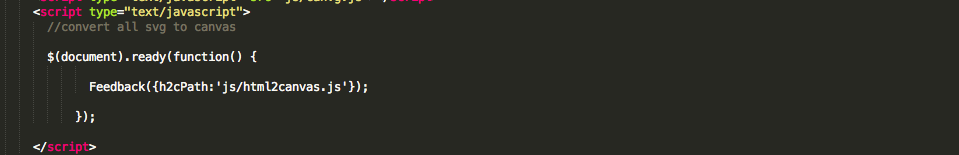 <script type="text/javascript">
//convert all svg to canvas
$(document).ready(function() {
Feedback({h2cPath:'js/html2canvas.js'});
});
</script>